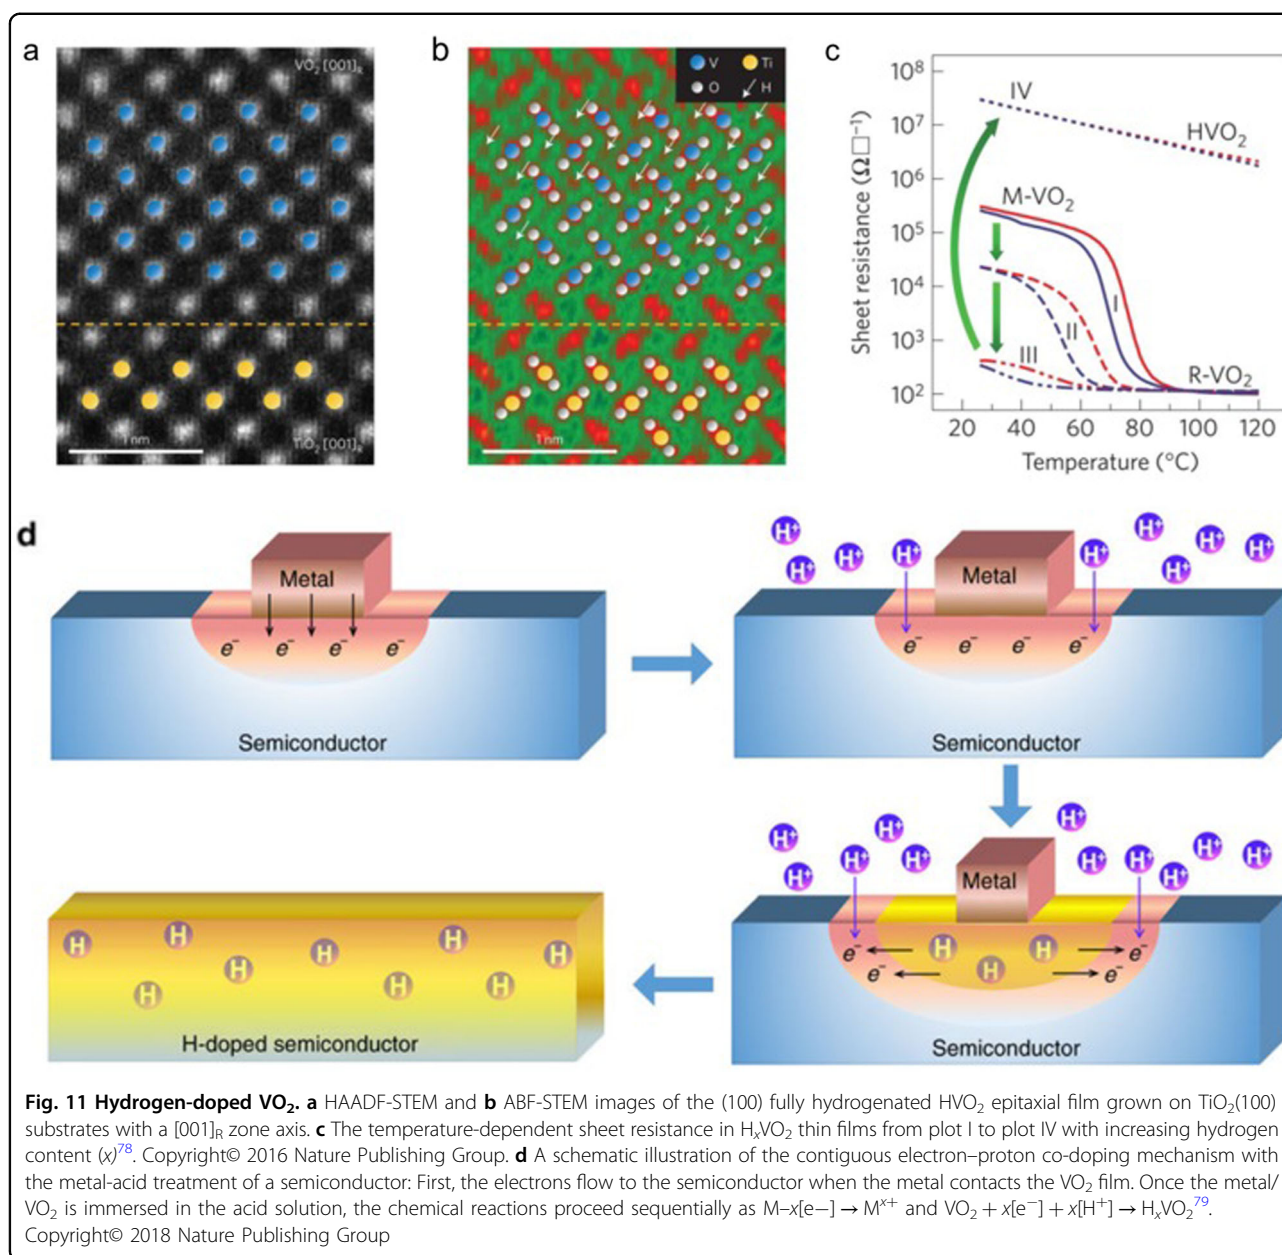 a
VO₂ [001]R
1 nm
TiO₂ [001]R
b
V Ti
O H
1 nm
c
Sheet resistance (Ω□⁻¹)
10⁸
10⁷
10⁶
10⁵
10⁴
10³
10²
IV
HVO₂
M-VO₂
I
II
III
R-VO₂
20 40 60 80 100 120
Temperature (°C)
d
Metal
e⁻ e⁻ e⁻ e⁻
Semiconductor
H⁺ H⁺ H⁺ H⁺ H⁺ H⁺ H⁺ H⁺
Metal
e⁻ e⁻ e⁻ e⁻
Semiconductor
H⁺ H⁺ H⁺ H⁺ H⁺ H⁺ H⁺ H⁺ H⁺ H⁺
Metal
H H H
e⁻ e⁻ e⁻ e⁻
Semiconductor
H H H H H H H H
H-doped semiconductor
Fig. 11 Hydrogen-doped VO₂. a HAADF-STEM and b ABF-STEM images of the (100) fully hydrogenated HVO₂ epitaxial film grown on TiO₂(100)
substrates with a [001]R zone axis. c The temperature-dependent sheet resistance in HₓVO₂ thin films from plot I to plot IV with increasing hydrogen
content (x)⁷⁸. Copyright© 2016 Nature Publishing Group. d A schematic illustration of the contiguous electron–proton co-doping mechanism with
the metal-acid treatment of a semiconductor: First, the electrons flow to the semiconductor when the metal contacts the VO₂ film. Once the metal/
VO₂ is immersed in the acid solution, the chemical reactions proceed sequentially as M–x[e−] → Mˣ⁺ and VO₂ + x[e⁻] + x[H⁺] → HₓVO₂⁷⁹.
Copyright© 2018 Nature Publishing Group